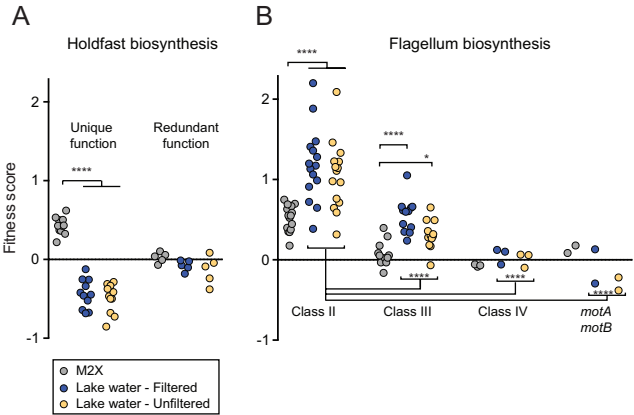 A
Holdfast biosynthesis
Fitness score
2
1
0
-1
Unique
function
Redundant
function
****
M2X
Lake water - Filtered
Lake water - Unfiltered
B
Flagellum biosynthesis
2
1
0
-1
****
****
*
****
****
****
Class II
Class III
Class IV
motA
motB